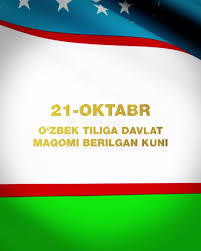 21-OKTABR
O‘ZBEK TILIGA DAVLAT
MAQOMI BERILGAN KUNI